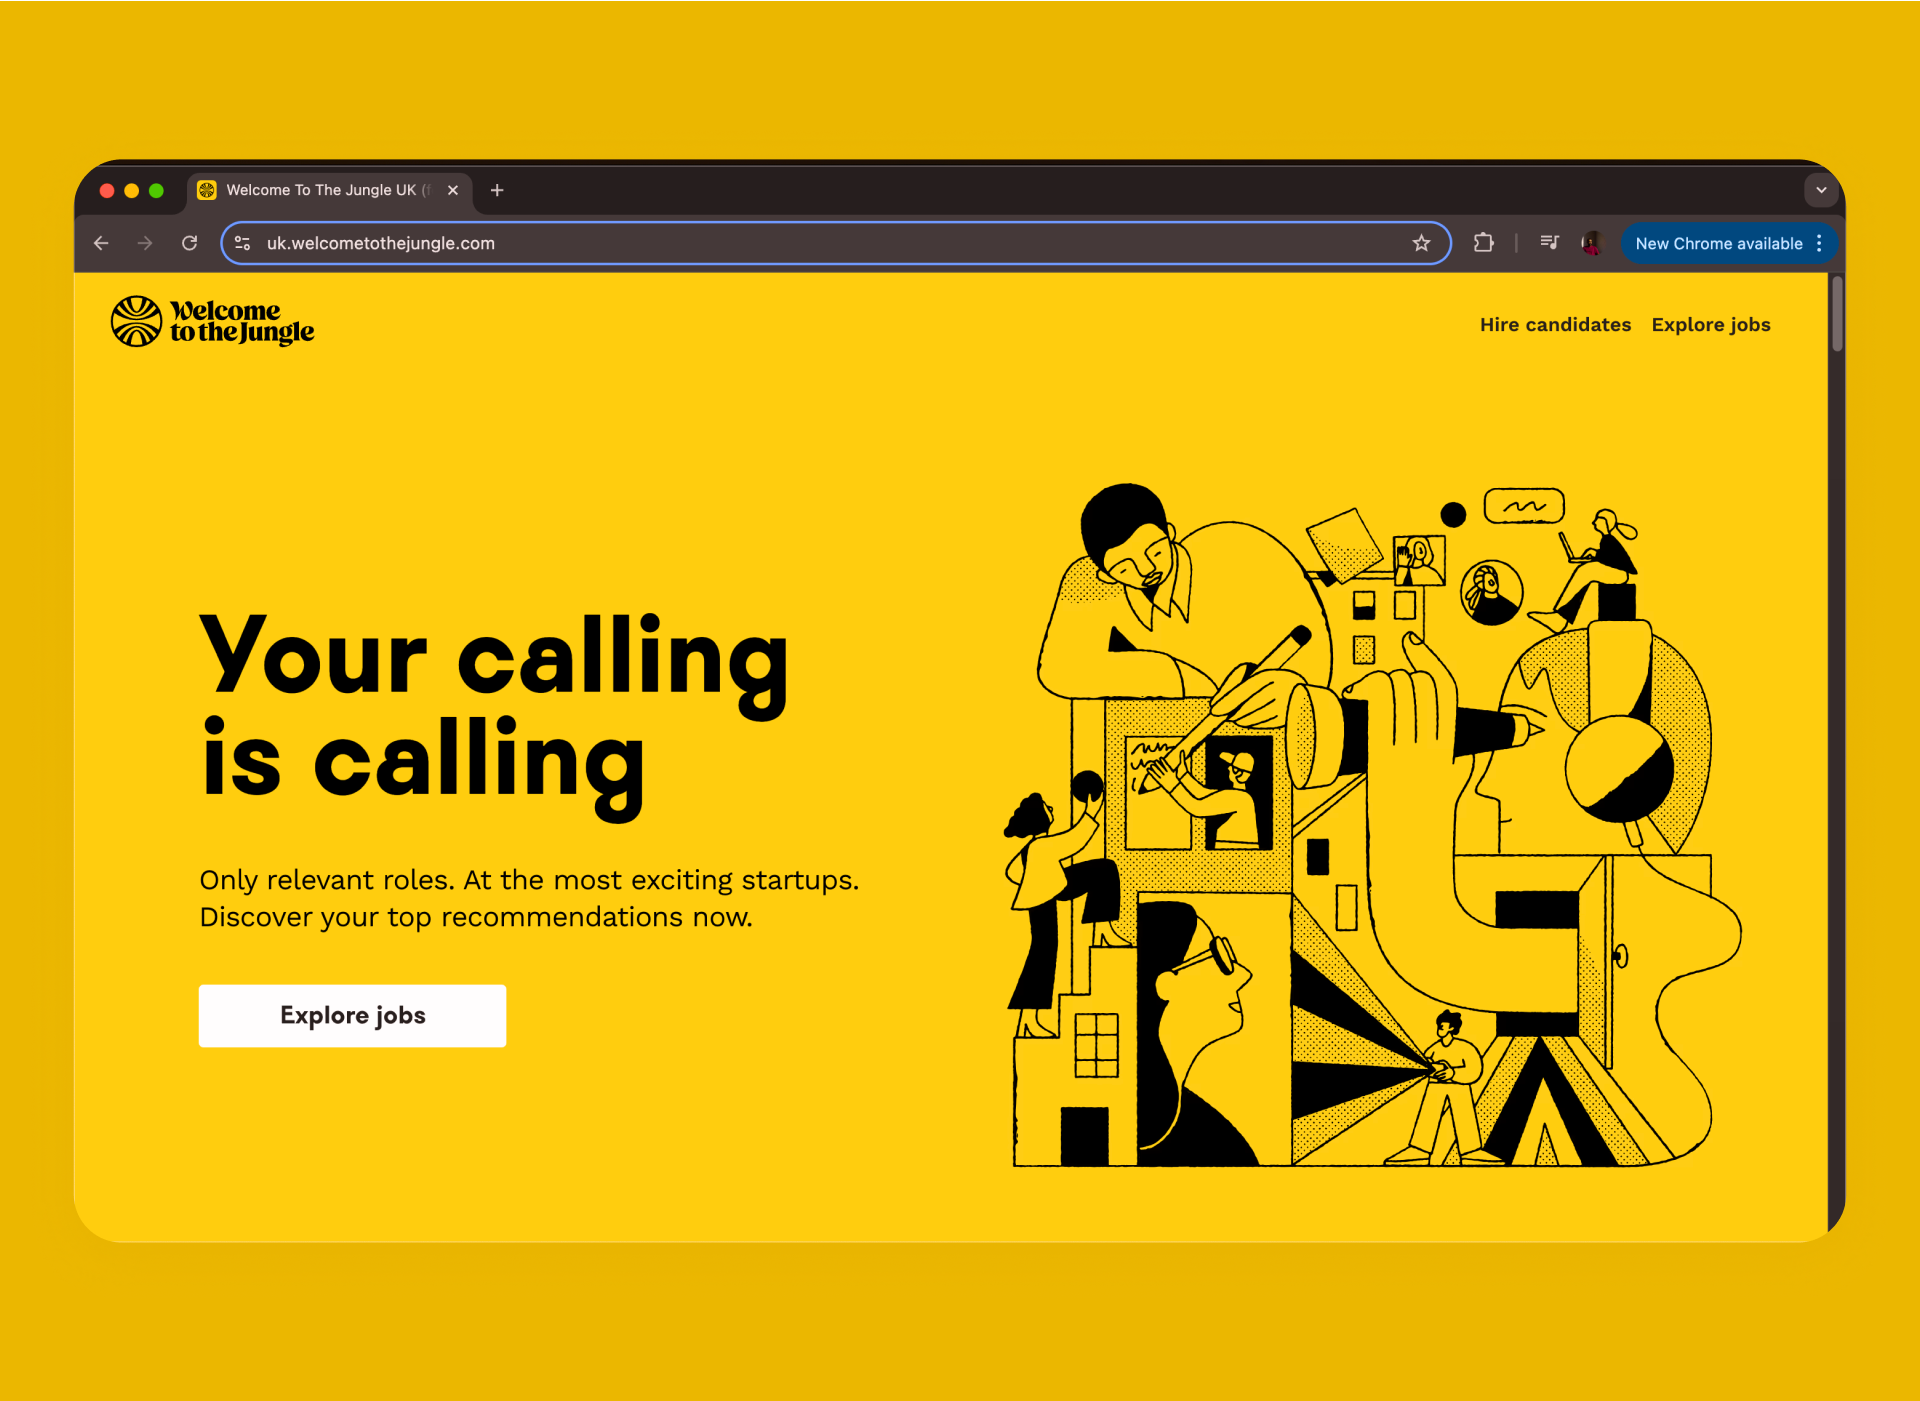 Welcome To The Jungle UK (f
uk.welcometothejungle.com
New Chrome available
Welcome
to the Jungle
Hire candidates
Explore jobs
Your calling
is calling
Only relevant roles. At the most exciting startups.
Discover your top recommendations now.
Explore jobs